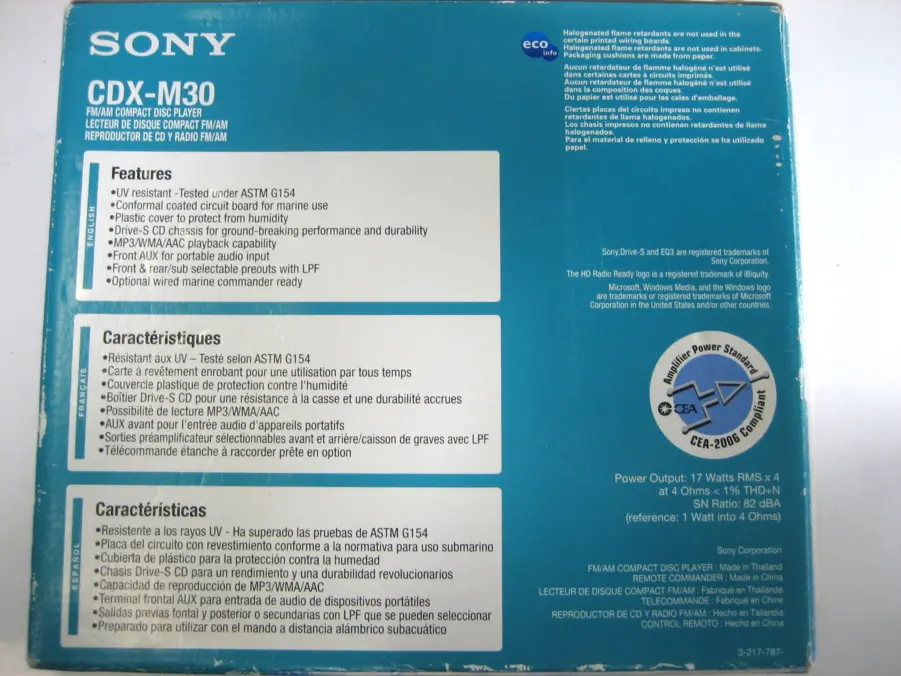 SONY
CDX-M30
FM/AM COMPACT DISC PLAYER
LECTEUR DE DISQUE COMPACT FM/AM
REPRODUCTOR DE CD Y RADIO FM/AM
ENGLISH
Features
•UV resistant -Tested under ASTM G154
•Conformal coated circuit board for marine use
•Plastic cover to protect from humidity
•Drive-S CD chassis for ground-breaking performance and durability
•MP3/WMA/AAC playback capability
•Front AUX for portable audio input
•Front & rear/sub selectable preouts with LPF
•Optional wired marine commander ready
FRANÇAIS
Caractéristiques
•Résistant aux UV – Testé selon ASTM G154
•Carte à revêtement enrobant pour une utilisation par tous temps
•Couvercle plastique de protection contre l'humidité
•Boîtier Drive-S CD pour une résistance à la casse et une durabilité accrues
•Possibilité de lecture MP3/WMA/AAC
•AUX avant pour l'entrée audio d'appareils portatifs
•Sorties préamplificateur sélectionnables avant et arrière/caisson de graves avec LPF
•Télécommande étanche à raccorder prête en option
ESPAÑOL
Características
•Resistente a los rayos UV - Ha superado las pruebas de ASTM G154
•Placa del circuito con revestimiento conforme a la normativa para uso submarino
•Cubierta de plástico para la protección contra la humedad
•Chasis Drive-S CD para un rendimiento y una durabilidad revolucionarios
•Capacidad de reproducción de MP3/WMA/AAC
•Terminal frontal AUX para entrada de audio de dispositivos portátiles
•Salidas previas fontal y posterior o secundarias con LPF que se pueden seleccionar
•Preparado para utilizar con el mando a distancia alámbrico subacuático
eco info
Halogenated flame retardants are not used in the
certain printed wiring boards.
Halogenated flame retardants are not used in cabinets.
Packaging cushions are made from paper.
Aucun retardateur de flamme halogéné n'est utilisé
dans certaines cartes à circuits imprimés.
Aucun retardateur de flamme halogéné n'est utilisé
dans la composition des coques.
Du papier est utilisé pour les cales d'emballage.
Ciertas placas del circuito impreso no contienen
retardantes de llama halogenados.
Los chasis impresos no contienen retardantes de llama
halogenados.
Para el material de relleno y protección se ha utilizado
papel.
Sony,Drive-S and EQ3 are registered trademarks of
Sony Corporation.
The HD Radio Ready logo is a registered trademark of iBiquity.
Microsoft, Windows Media, and the Windows logo
are trademarks or registered trademarks of Microsoft
Corporation in the United States and/or other countries.
Amplifier Power Standard
CEA
CEA-2006 Compliant
Power Output: 17 Watts RMS x 4
at 4 Ohms < 1% THD+N
SN Ratio: 82 dBA
(reference: 1 Watt into 4 Ohms)
Sony Corporation
FM/AM COMPACT DISC PLAYER : Made in Thailand
REMOTE COMMANDER : Made in China
LECTEUR DE DISQUE COMPACT FM/AM : Fabriqué en Thaïlande
TELECOMMANDE : Fabriqué en Chine
REPRODUCTOR DE CD Y RADIO FM/AM : Hecho en Tailandia
CONTROL REMOTO : Hecho en China
3-217-787-